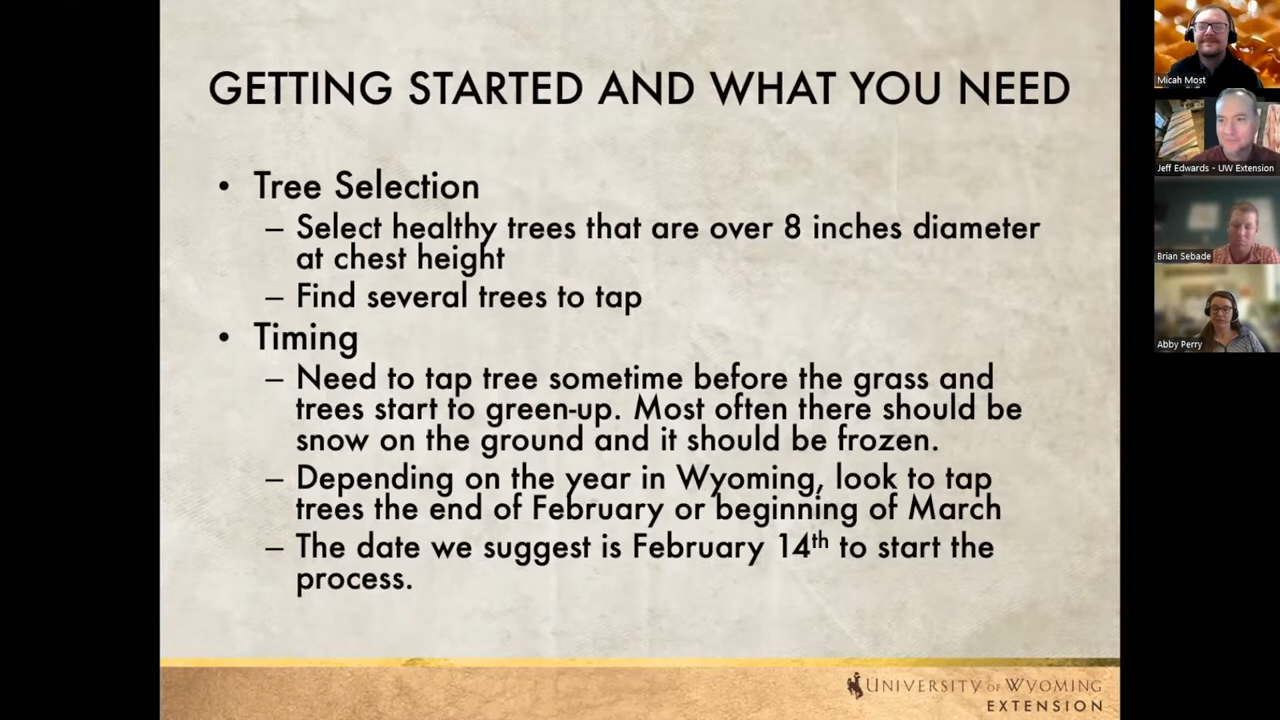 GETTING STARTED AND WHAT YOU NEED
• Tree Selection
– Select healthy trees that are over 8 inches diameter
at chest height
– Find several trees to tap
• Timing
– Need to tap tree sometime before the grass and
trees start to green-up. Most often there should be
snow on the ground and it should be frozen.
– Depending on the year in Wyoming, look to tap
trees the end of February or beginning of March
– The date we suggest is February 14th to start the
process.
UNIVERSITY OF WYOMING
EXTENSION
Micah Most
Jeff Edwards - UW Extension
Brian Sebade
Abby Perry